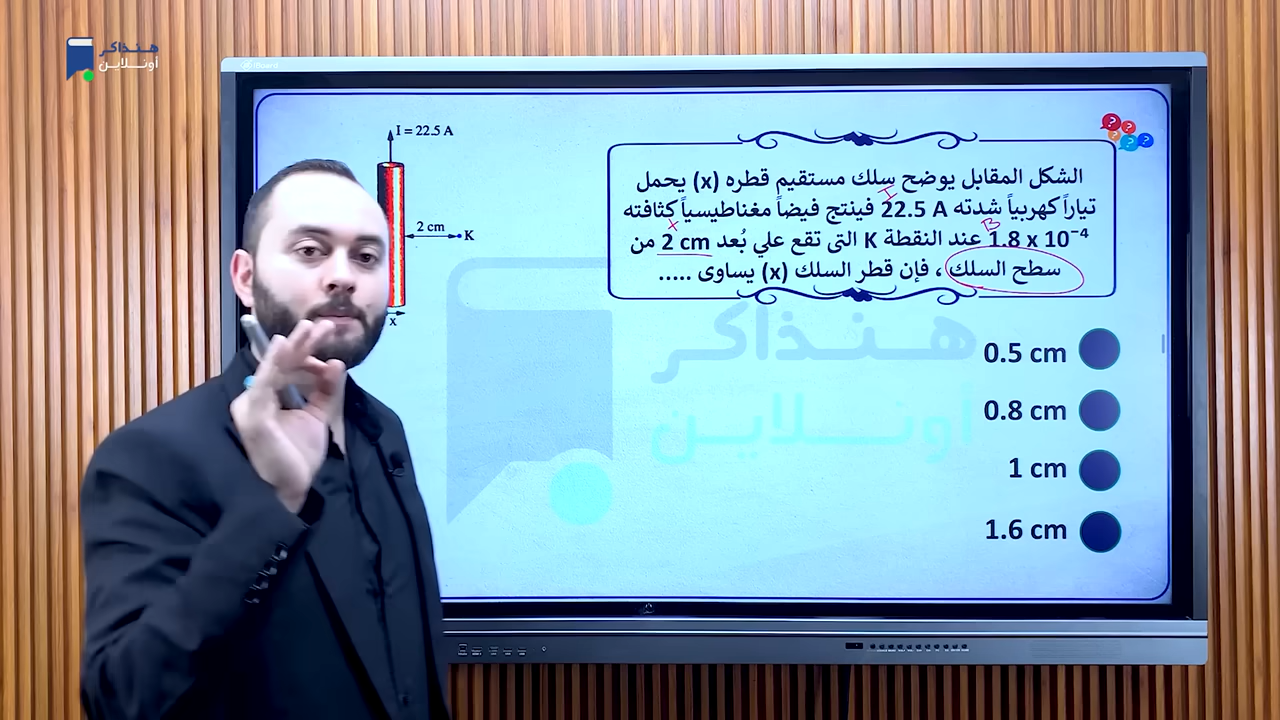 هنذاكر
أونلاين
I = 22.5 A
2 cm
K
x
الشكل المقابل يوضح سلك مستقيم قطره (x) يحمل
تياراً كهربياً شدته 22.5 A فينتج فيضاً مغناطيسياً كثافته
1.8 x 10⁻⁴ عند النقطة K التى تقع علي بُعد 2 cm من
سطح السلك ، فإن قطر السلك (x) يساوى .....
I
B
x
0.5 cm
0.8 cm
1 cm
1.6 cm
هـنـذاكر
أونـــلايـن